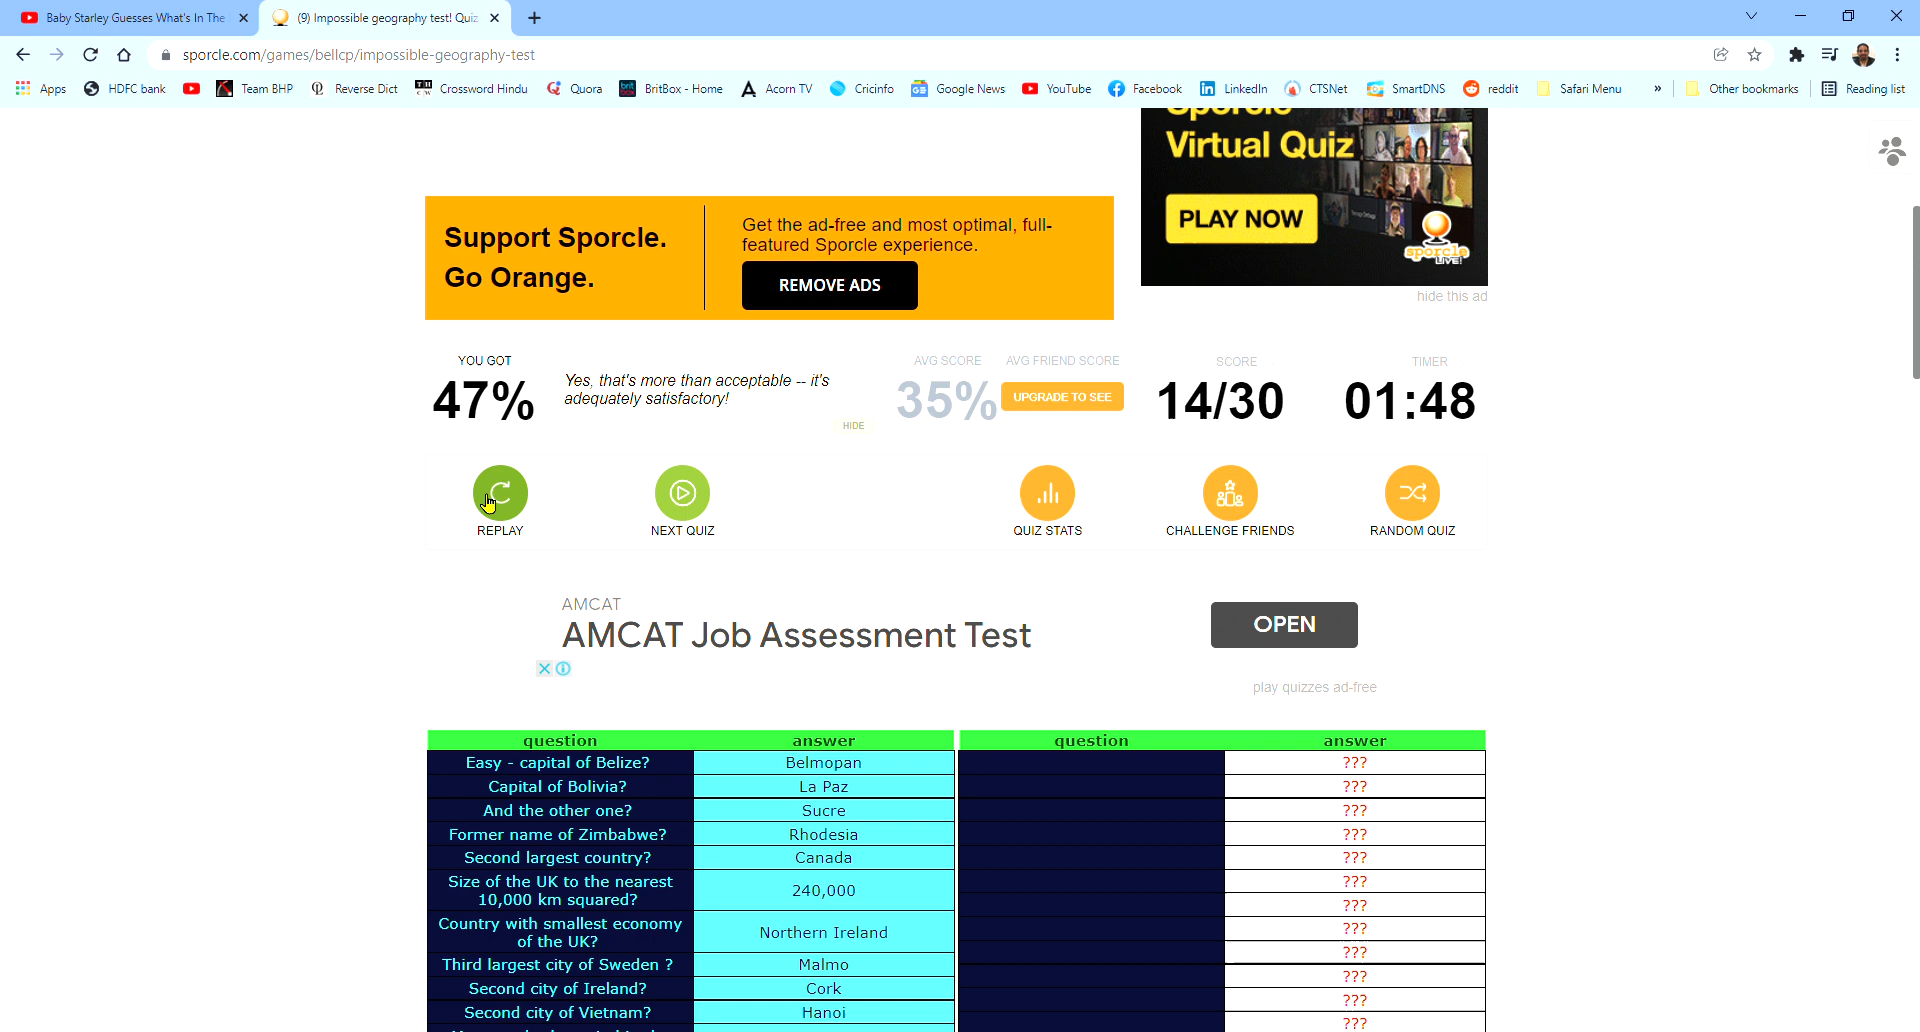 Baby Starley Guesses What's In The
(9) Impossible geography test! Quiz
sporcle.com/games/bellcp/impossible-geography-test
Apps HDFC bank Team BHP Reverse Dict Crossword Hindu Quora BritBox - Home Acorn TV Cricinfo Google News YouTube Facebook LinkedIn CTSNet SmartDNS reddit Safari Menu » Other bookmarks Reading list
Sporcle
Virtual Quiz
PLAY NOW
sporcle
LIVE!
hide this ad
Support Sporcle.
Go Orange.
Get the ad-free and most optimal, full-
featured Sporcle experience.
REMOVE ADS
YOU GOT
47%
Yes, that's more than acceptable -- it's
adequately satisfactory!
HIDE
AVG SCORE
35%
AVG FRIEND SCORE
UPGRADE TO SEE
SCORE
14/30
TIMER
01:48
REPLAY
NEXT QUIZ
QUIZ STATS
CHALLENGE FRIENDS
RANDOM QUIZ
AMCAT
AMCAT Job Assessment Test
OPEN
play quizzes ad-free
question answer question answer
Easy - capital of Belize? Belmopan ???
Capital of Bolivia? La Paz ???
And the other one? Sucre ???
Former name of Zimbabwe? Rhodesia ???
Second largest country? Canada ???
Size of the UK to the nearest
10,000 km squared?
240,000
???
???
Country with smallest economy
of the UK?
Northern Ireland
???
???
Third largest city of Sweden ? Malmo ???
Second city of Ireland? Cork ???
Second city of Vietnam? Hanoi ???